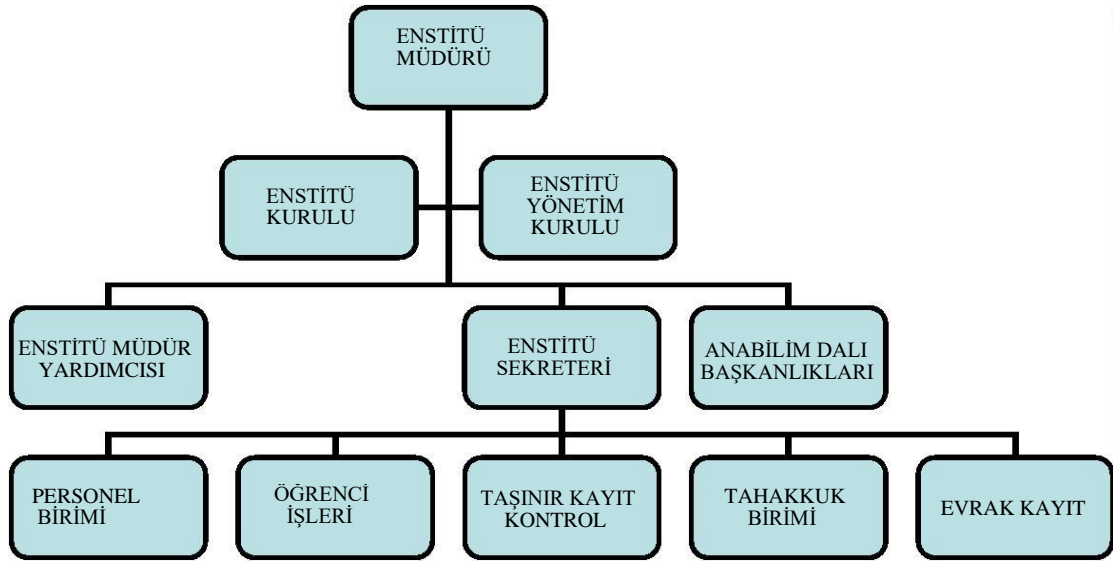 ENSTİTÜ
MÜDÜRÜ
ENSTİTÜ
KURULU
ENSTİTÜ
YÖNETİM
KURULU
ENSTİTÜ MÜDÜR
YARDIMCISI
ENSTİTÜ
SEKRETERİ
ANABİLİM DALI
BAŞKANLIKLARI
PERSONEL
BİRİMİ
ÖĞRENCİ
İŞLERİ
TAŞINIR KAYIT
KONTROL
TAHAKKUK
BİRİMİ
EVRAK KAYIT